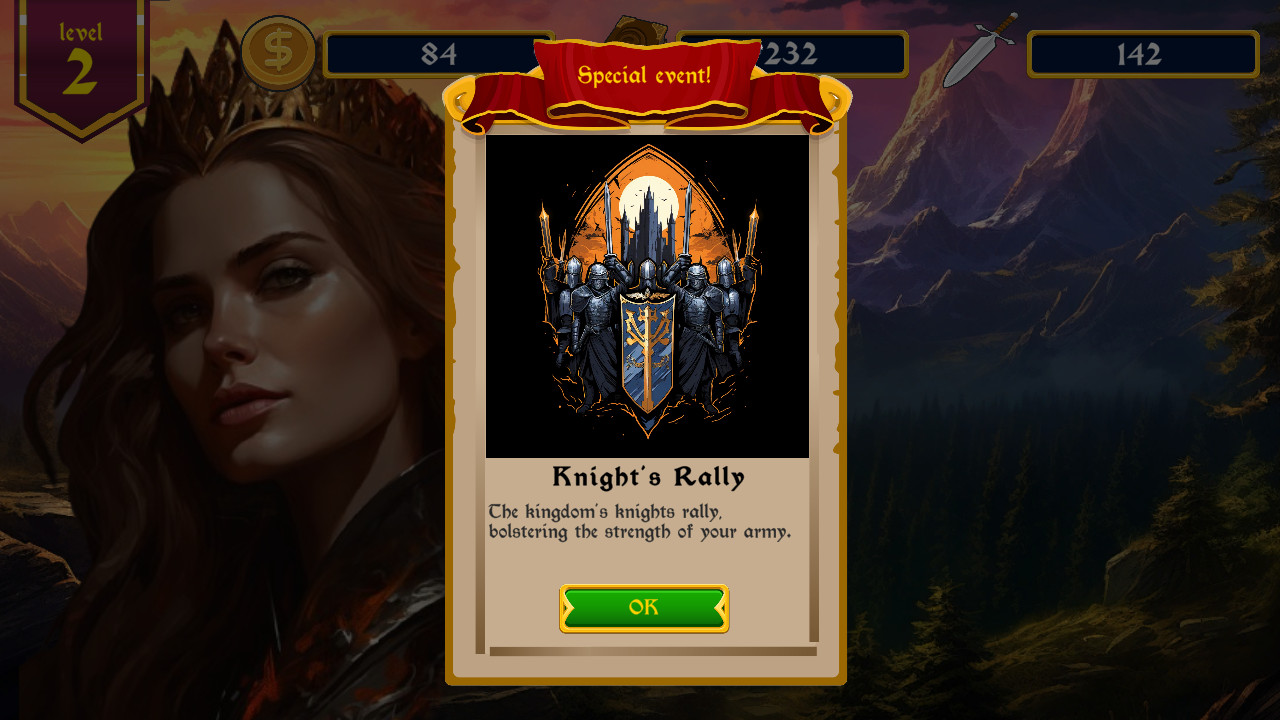 level
2
84
232
142
Special event!
Knight's Rally
The kingdom's knights rally,
bolstering the strength of your army.
OK